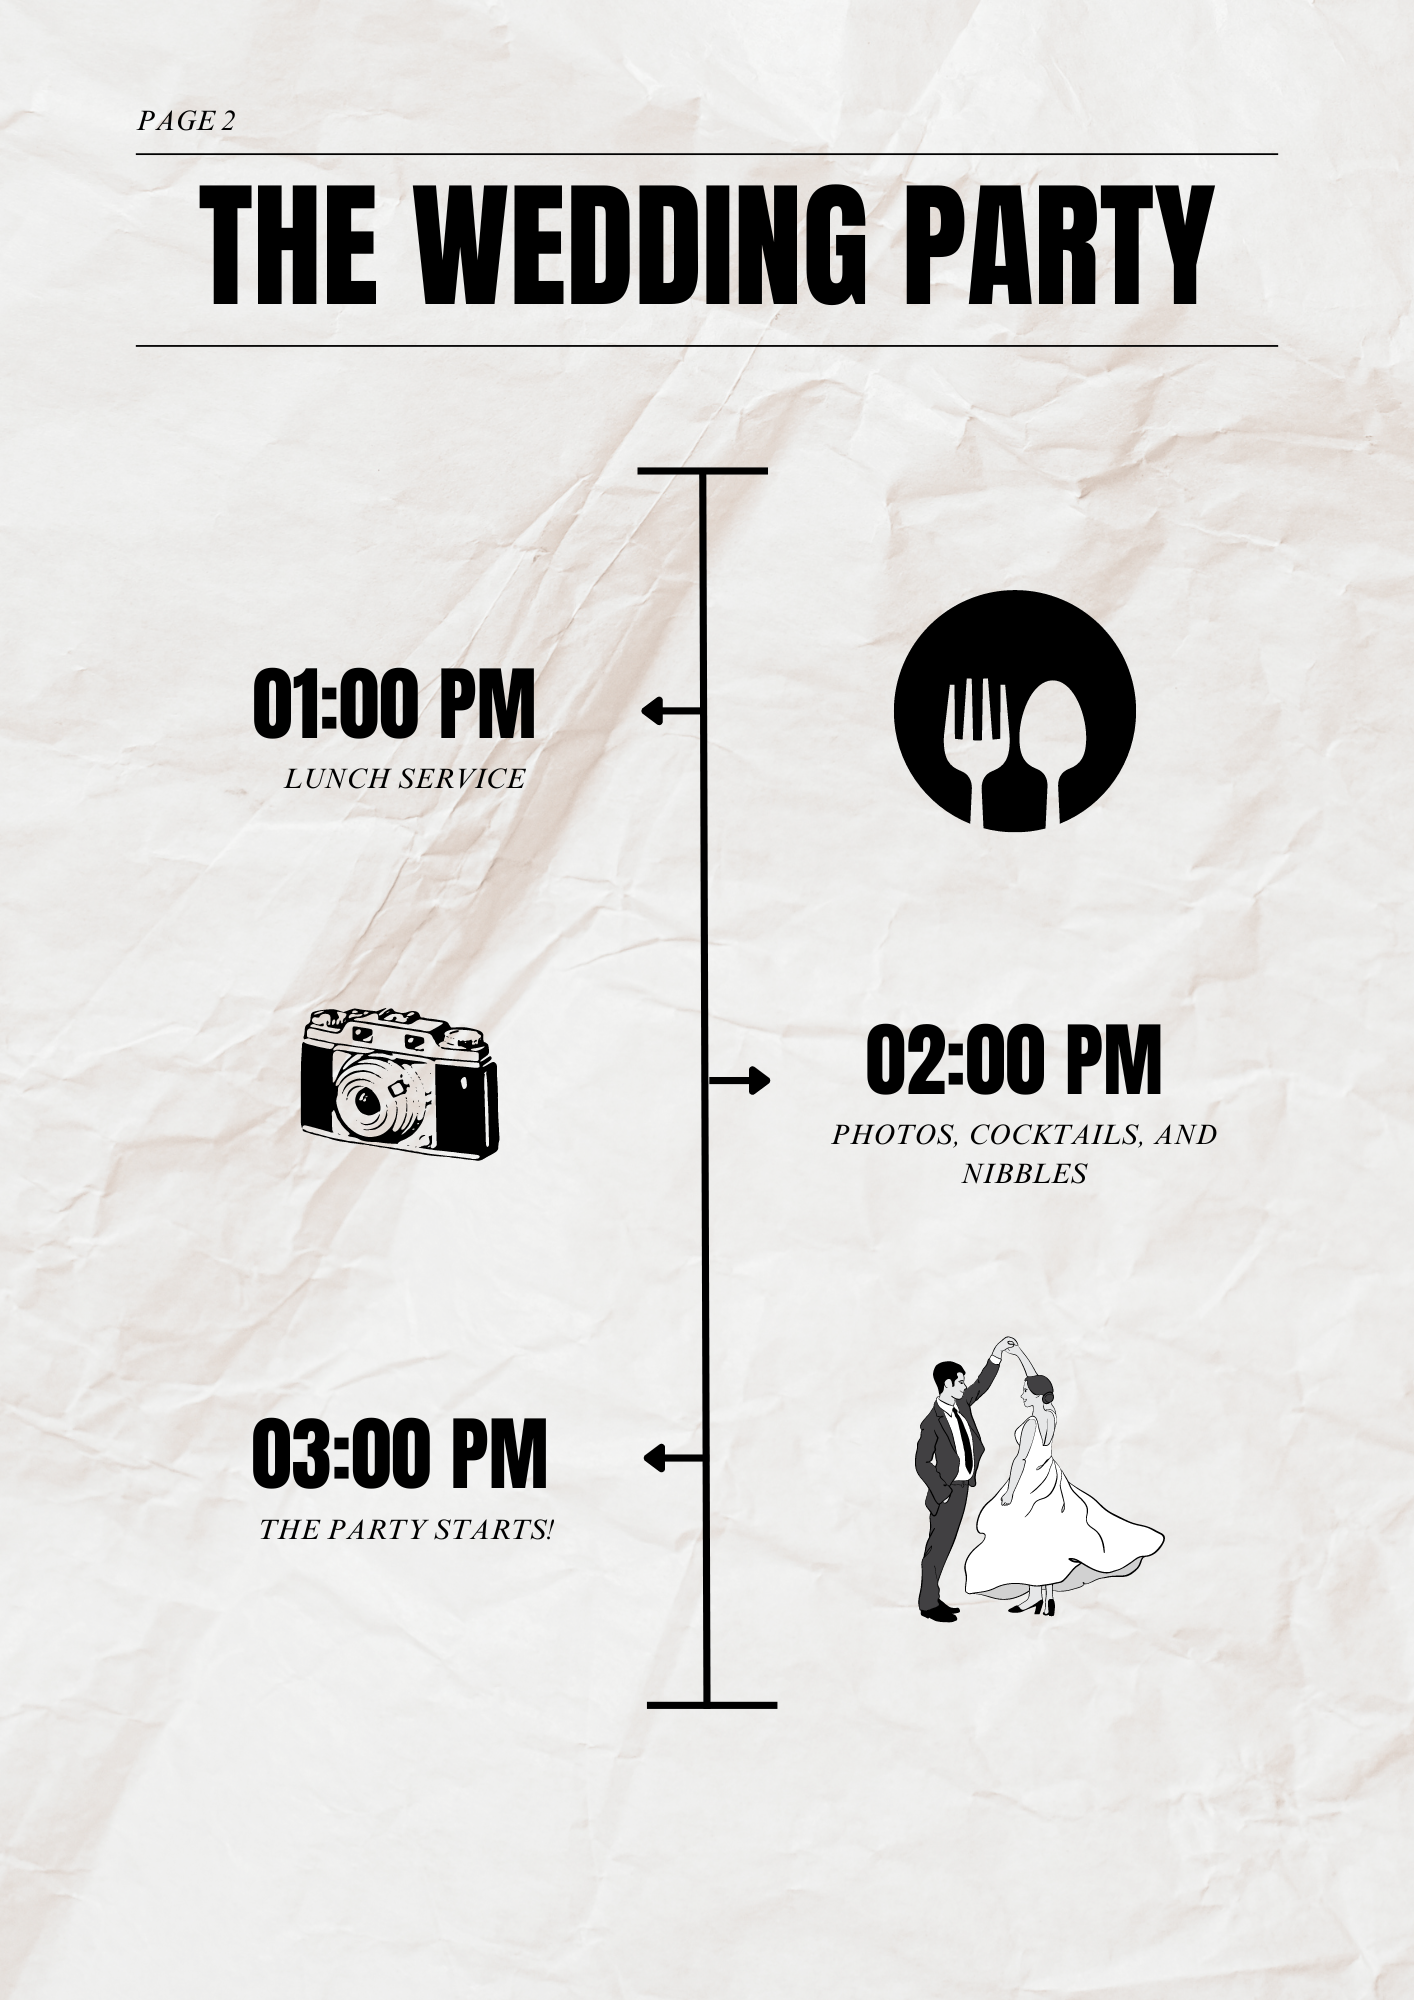 PAGE 2
THE WEDDING PARTY
01:00 PM
LUNCH SERVICE
02:00 PM
PHOTOS, COCKTAILS, AND
NIBBLES
03:00 PM
THE PARTY STARTS!